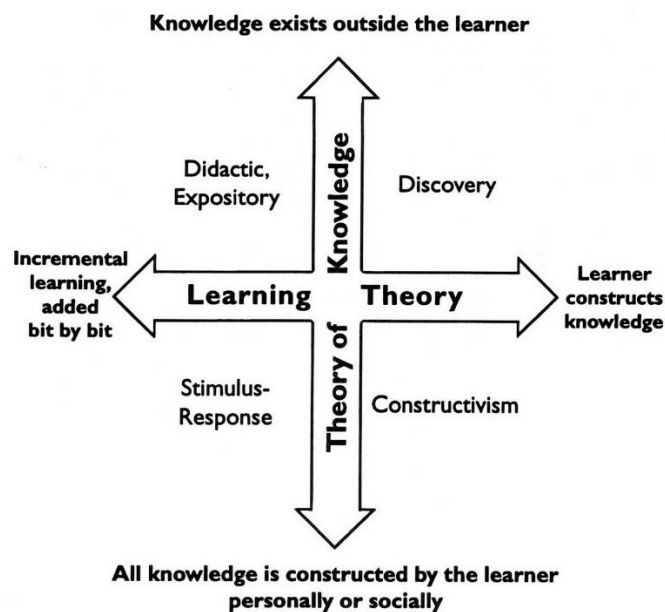 Knowledge exists outside the learner
Didactic,
Expository
Discovery
Theory of Knowledge
Incremental
learning,
added
bit by bit
Learning Theory
Learner
constructs
knowledge
Stimulus-
Response
Constructivism
All knowledge is constructed by the learner
personally or socially